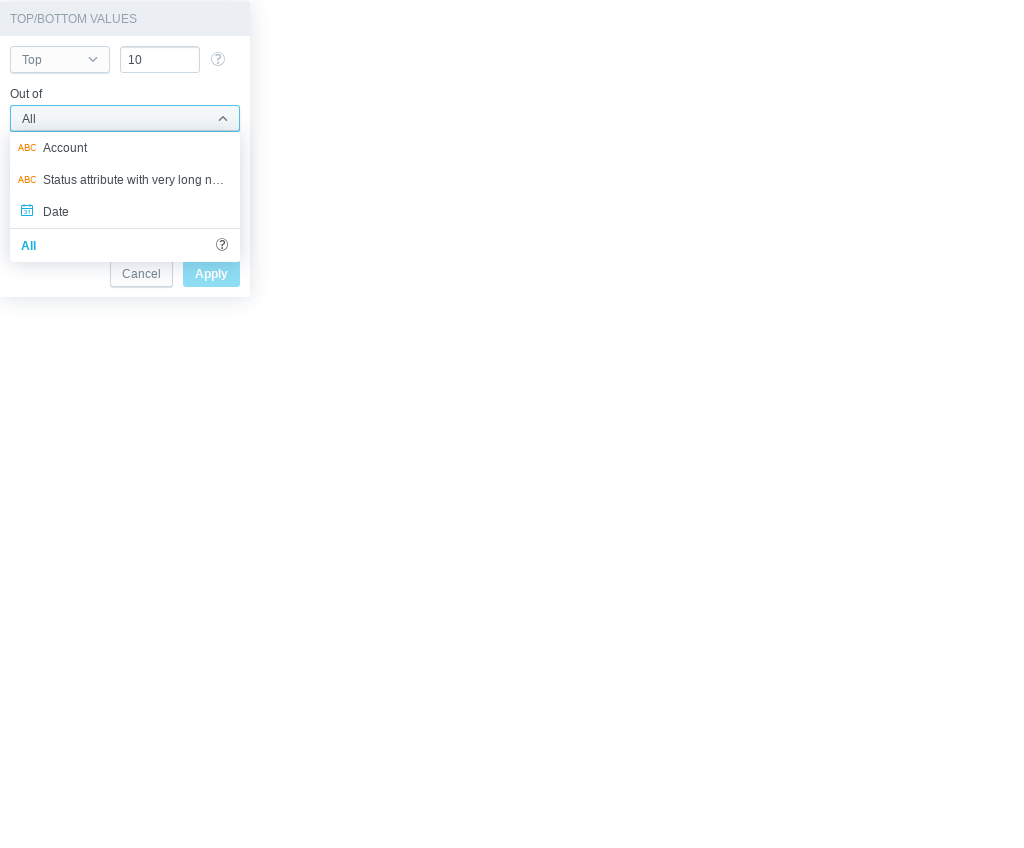 TOP/BOTTOM VALUES
Top 10
Out of
All
ABC Account
ABC Status attribute with very long n…
Date
All
Cancel Apply